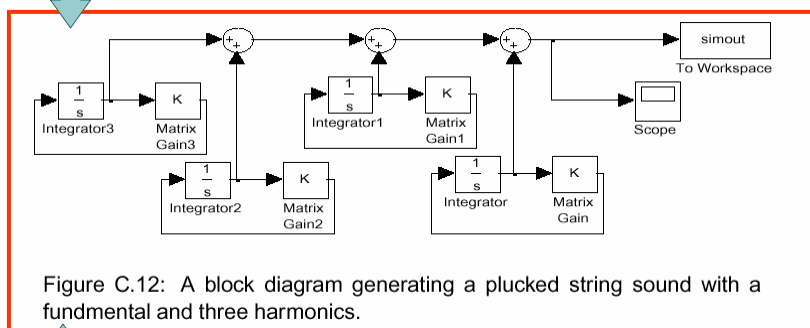 simout
To Workspace
+
+
+
+
+
+
1
s
Integrator3
K
Matrix
Gain3
1
s
Integrator1
K
Matrix
Gain1
Scope
1
s
Integrator2
K
Matrix
Gain2
1
s
Integrator
K
Matrix
Gain
Figure C.12: A block diagram generating a plucked string sound with a
fundmental and three harmonics.